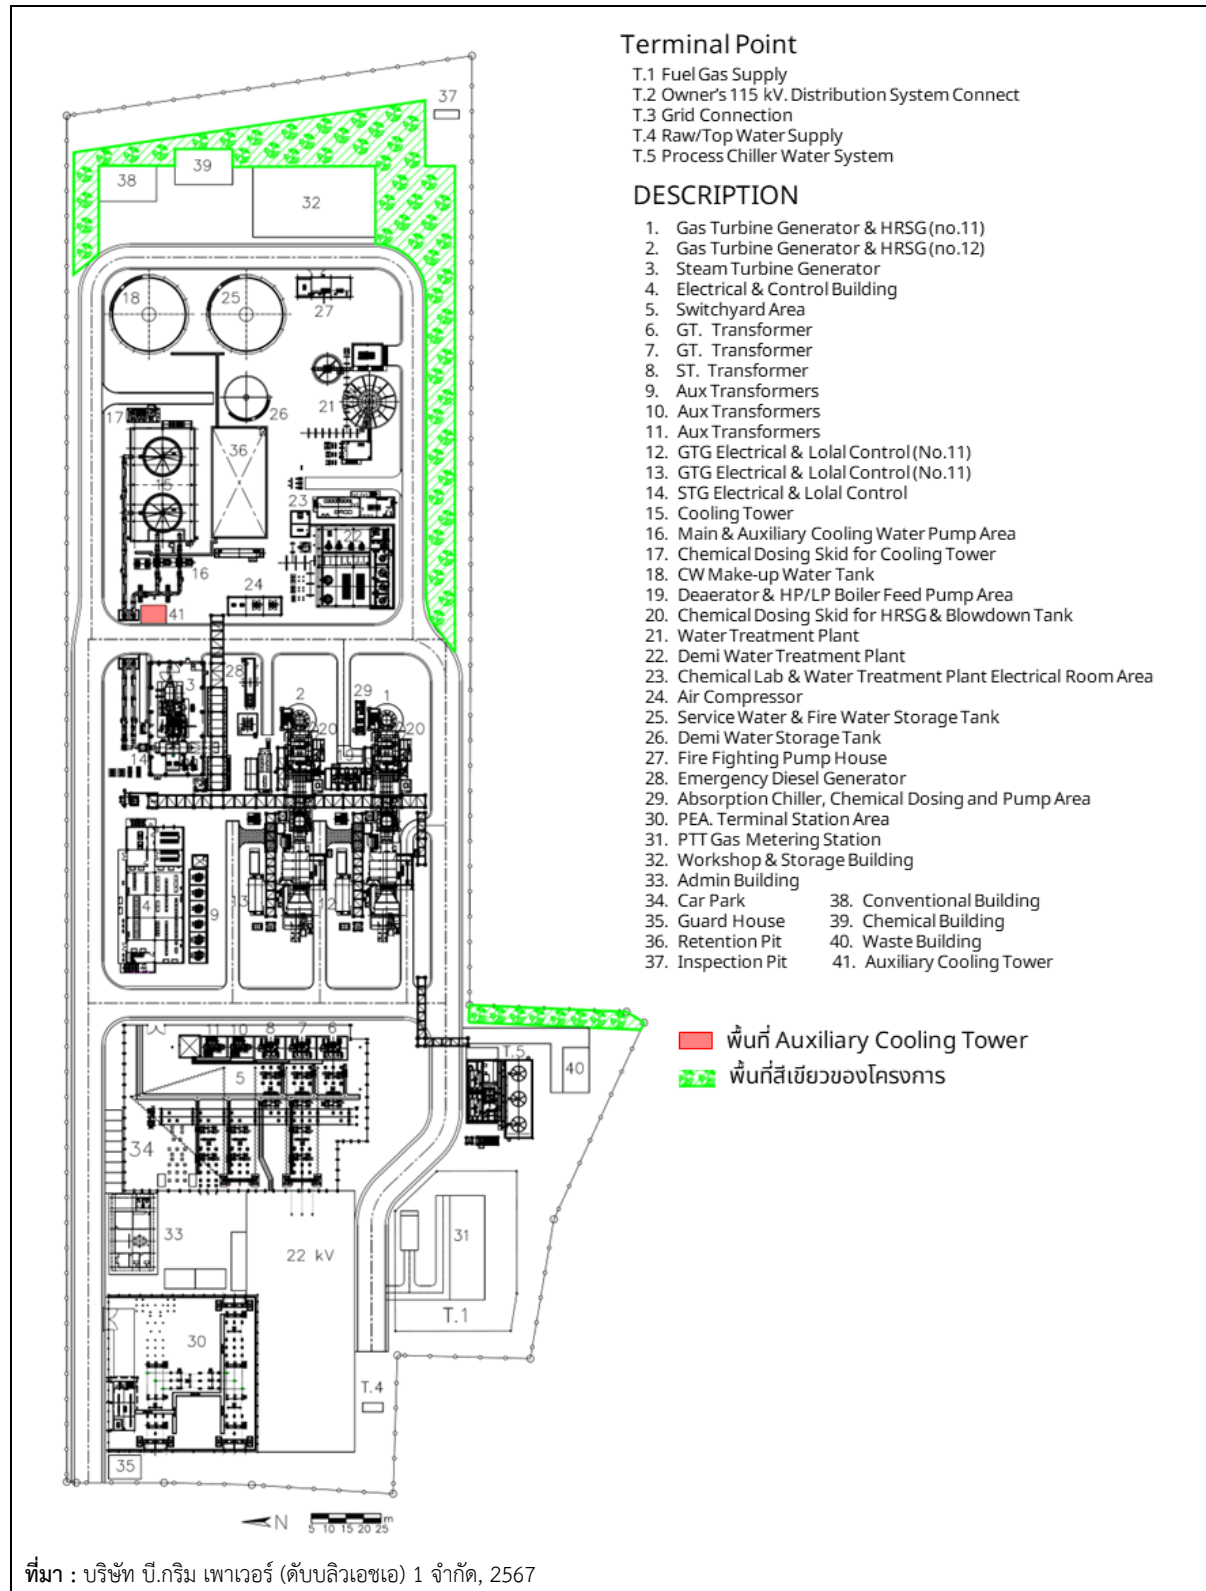 Terminal Point
T.1 Fuel Gas Supply
T.2 Owner's 115 kV. Distribution System Connect
T.3 Grid Connection
T.4 Raw/Top Water Supply
T.5 Process Chiller Water System
DESCRIPTION
1. Gas Turbine Generator & HRSG (no.11)
2. Gas Turbine Generator & HRSG (no.12)
3. Steam Turbine Generator
4. Electrical & Control Building
5. Switchyard Area
6. GT. Transformer
7. GT. Transformer
8. ST. Transformer
9. Aux Transformers
10. Aux Transformers
11. Aux Transformers
12. GTG Electrical & Lolal Control (No.11)
13. GTG Electrical & Lolal Control (No.11)
14. STG Electrical & Lolal Control
15. Cooling Tower
16. Main & Auxiliary Cooling Water Pump Area
17. Chemical Dosing Skid for Cooling Tower
18. CW Make-up Water Tank
19. Deaerator & HP/LP Boiler Feed Pump Area
20. Chemical Dosing Skid for HRSG & Blowdown Tank
21. Water Treatment Plant
22. Demi Water Treatment Plant
23. Chemical Lab & Water Treatment Plant Electrical Room Area
24. Air Compressor
25. Service Water & Fire Water Storage Tank
26. Demi Water Storage Tank
27. Fire Fighting Pump House
28. Emergency Diesel Generator
29. Absorption Chiller, Chemical Dosing and Pump Area
30. PEA. Terminal Station Area
31. PTT Gas Metering Station
32. Workshop & Storage Building
33. Admin Building
34. Car Park 38. Conventional Building
35. Guard House 39. Chemical Building
36. Retention Pit 40. Waste Building
37. Inspection Pit 41. Auxiliary Cooling Tower
พื้นที่ Auxiliary Cooling Tower
พื้นที่สีเขียวของโครงการ
37
39
38
32
18
25
27
21
26
17
36
15
23
22
16
24
41
3
28
2
29
1
20
20
19
14
4
9
13
12
11 10 8 7 6
5
T.5
40
34
33
22 kV
31
T.1
30
T.4
35
N
5 10 15 20 25 m
ที่มา : บริษัท บี.กริม เพาเวอร์ (ดับบลิวเอชเอ) 1 จำกัด, 2567